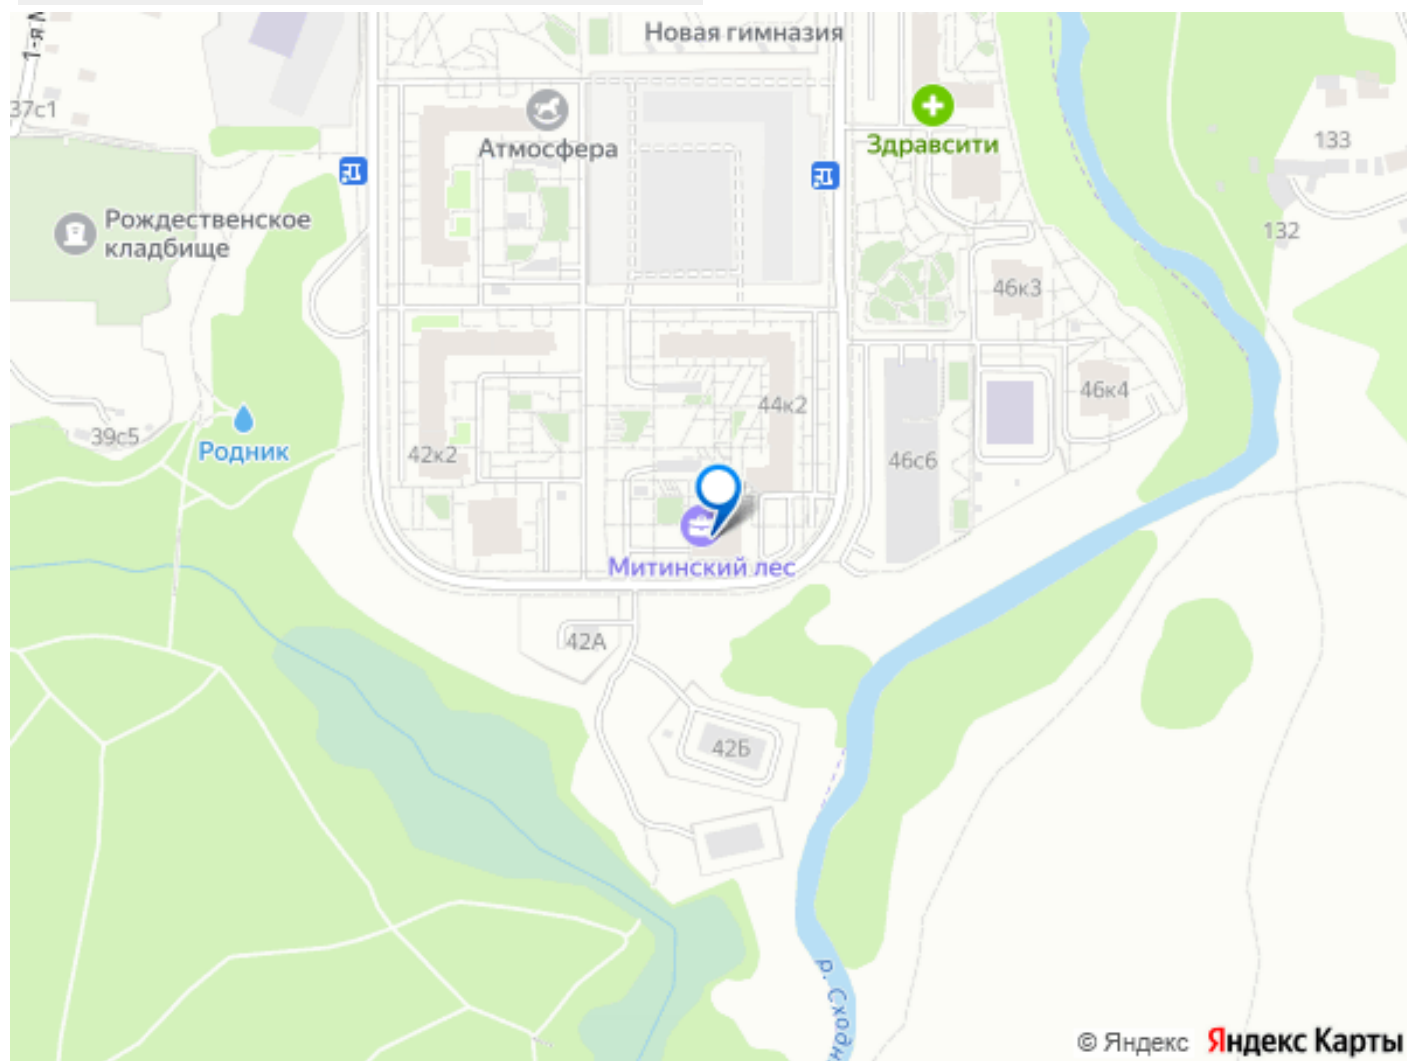 Новая гимназия
1-я М
37с1
Атмосфера
Здравсити
133
Рождественское
кладбище
132
46к3
46к4
44к2
39с5
Родник
42к2
46с6
Митинский лес
42А
42Б
р. Сходн
© Яндекс Яндекс Карты